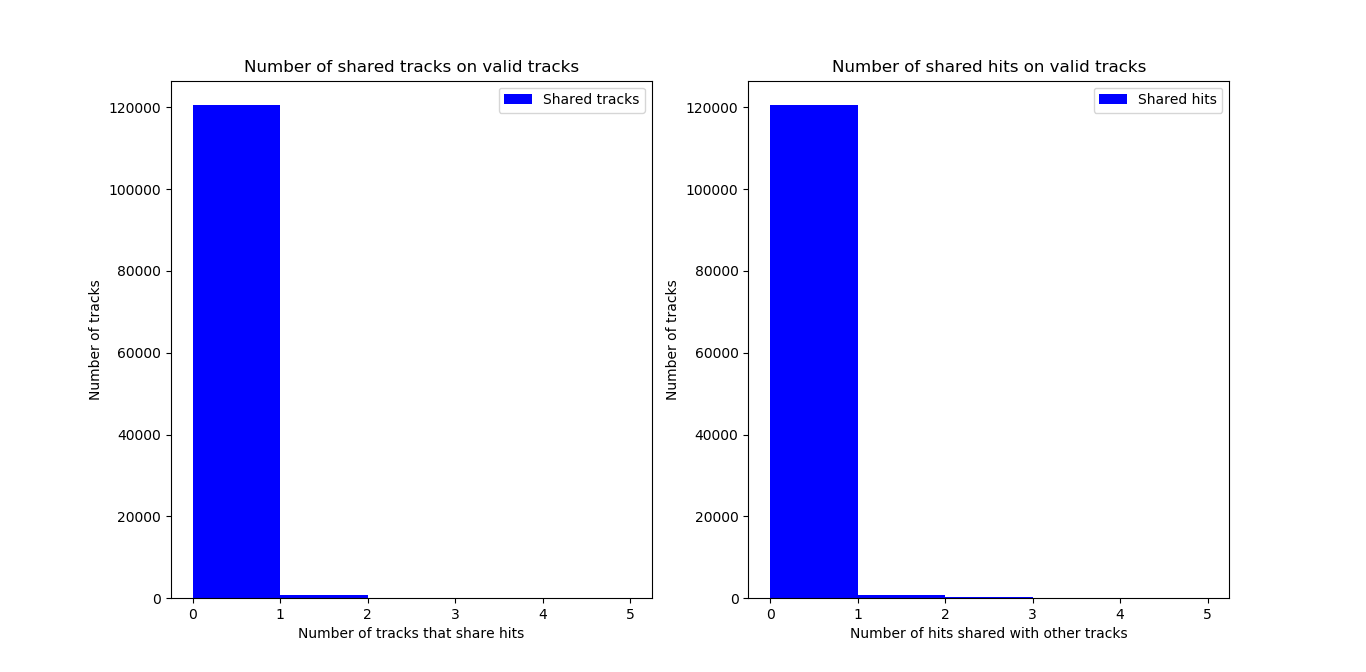 Number of shared tracks on valid tracks
Shared tracks
120000
100000
80000
60000
40000
20000
0
Number of tracks
0 1 2 3 4 5
Number of tracks that share hits
Number of shared hits on valid tracks
Shared hits
120000
100000
80000
60000
40000
20000
0
Number of tracks
0 1 2 3 4 5
Number of hits shared with other tracks